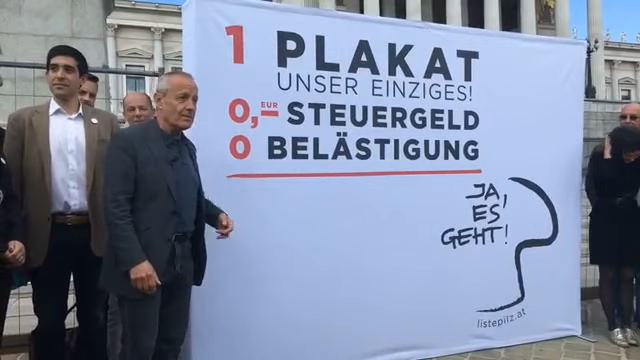 1 PLAKAT
UNSER EINZIGES!
0,- EUR STEUERGELD
0 BELÄSTIGUNG
JA,
ES
GEHT!
listepilz.at